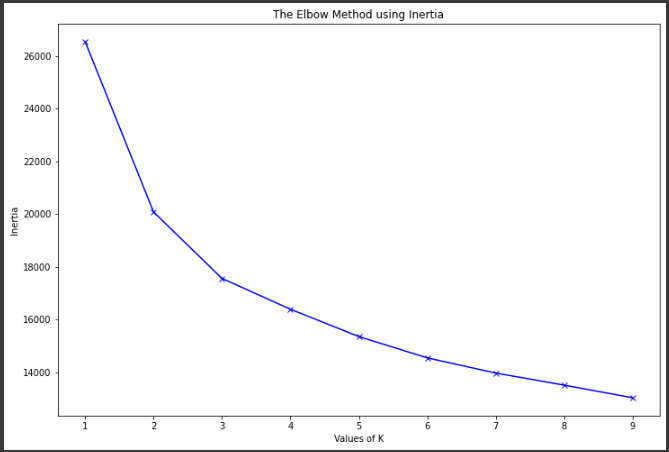 The Elbow Method using Inertia
26000
24000
22000
20000
18000
16000
14000
Inertia
1 2 3 4 5 6 7 8 9
Values of K